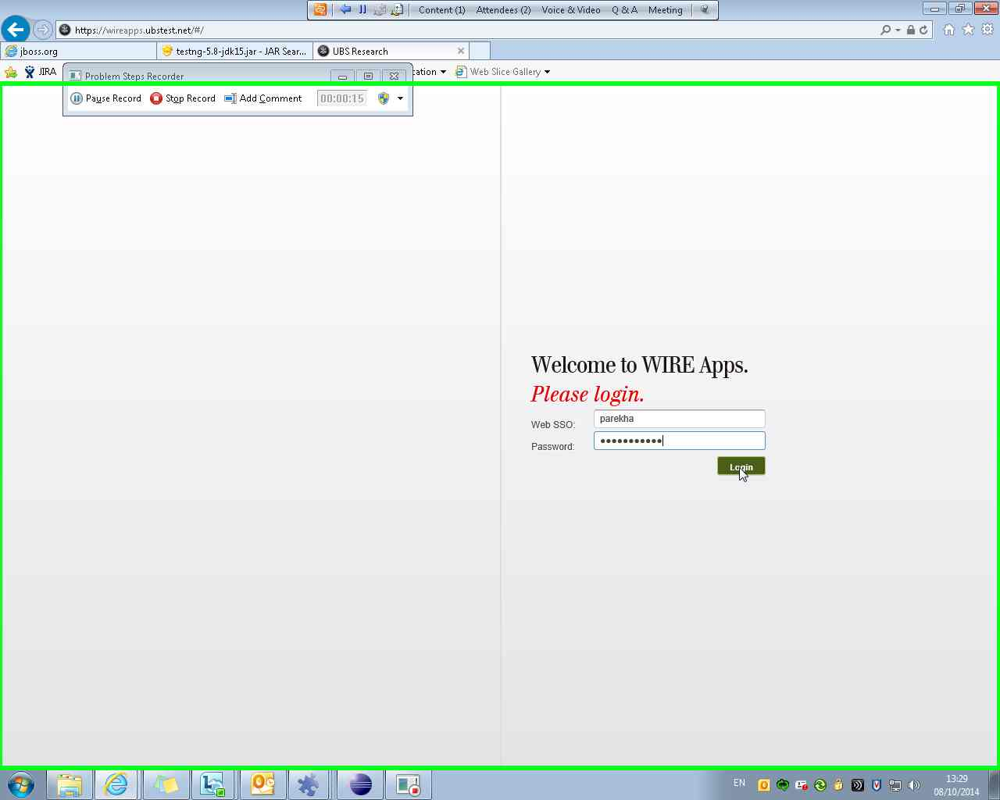 Content (1) Attendees (2) Voice & Video Q & A Meeting
https://wireapps.ubstest.net/#/
jboss.org testng-5.8-jdk15.jar - JAR Sear... UBS Research
JIRA cation Web Slice Gallery
Problem Steps Recorder
Pause Record Stop Record Add Comment 00:00:15
Welcome to WIRE Apps.
Please login.
Web SSO: parekha
Password:
Login
EN 13:29
08/10/2014